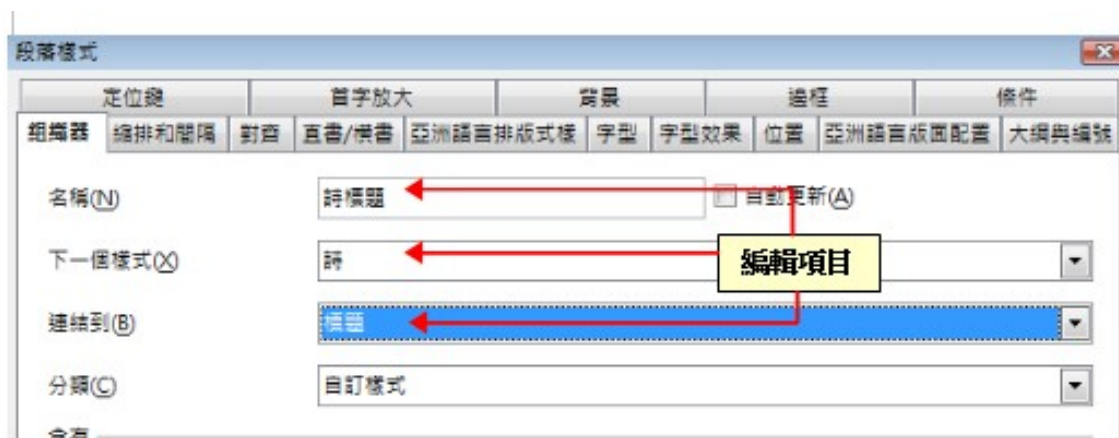 段落樣式
定位鍵 首字放大 背景 邊框 條件
組織器 縮排和間隔 對齊 直書/橫書 亞洲語言排版式樣 字型 字型效果 位置 亞洲語言版面配置 大綱與編號
名稱(N) 詩標題 自動更新(A)
下一個樣式(X) 詩
編輯項目
連結到(B) 標題
分類(C) 自訂樣式